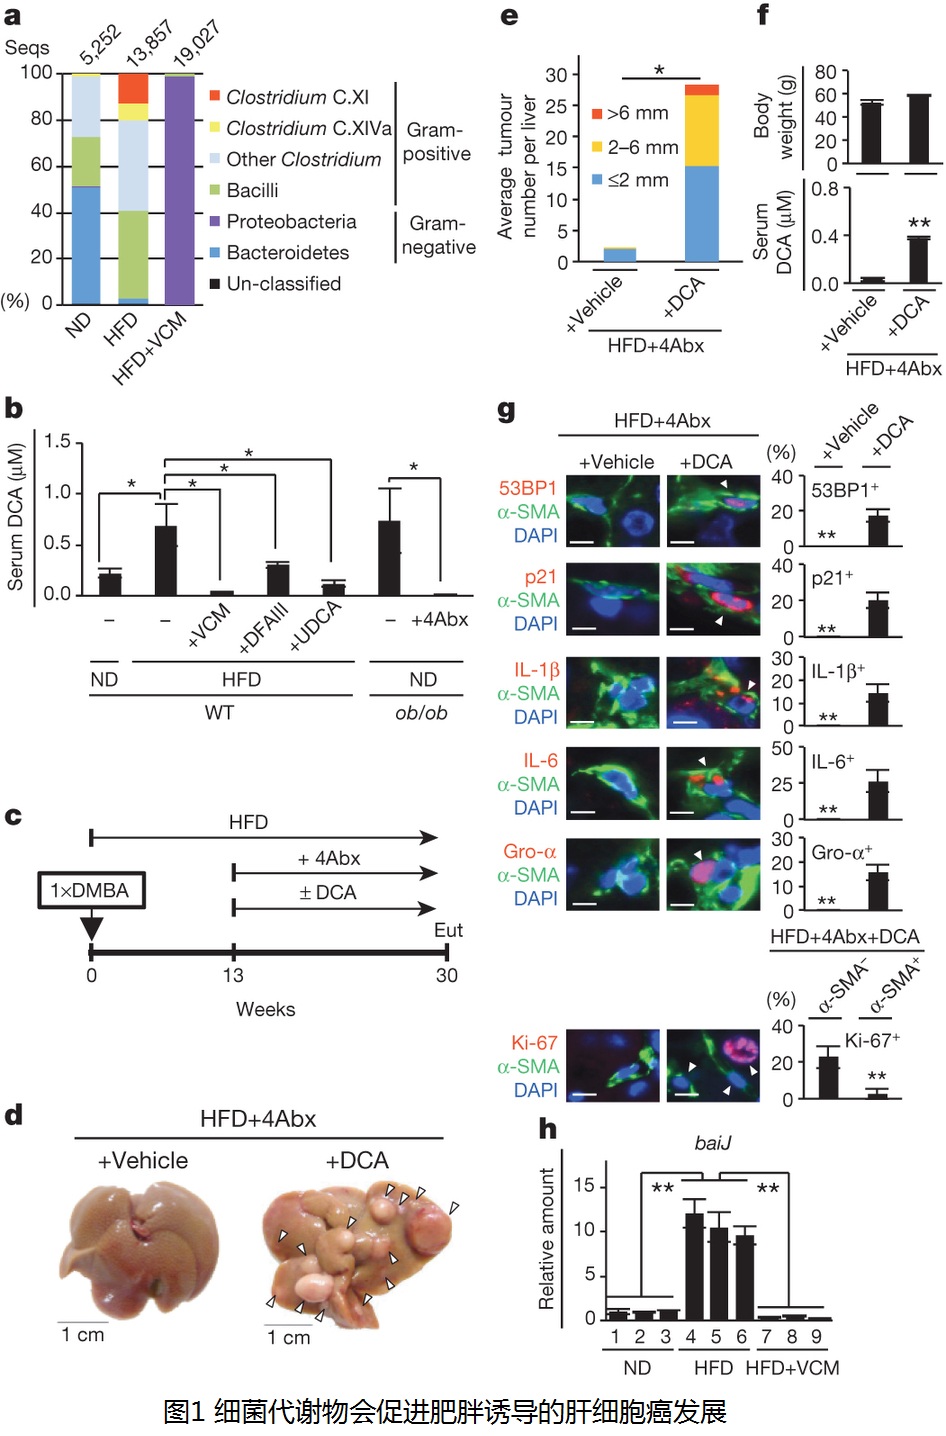 a
Seqs 5,252 13,857 19,027
100
80
60
40
20
0
(%)
ND HFD HFD+VCM
Clostridium C.XI
Clostridium C.XIVa
Other Clostridium
Bacilli
Proteobacteria
Bacteroidetes
Un-classified
Gram-
positive
Gram-
negative
b
Serum DCA (μM)
1.5
1.0
0.5
0.0
* * * * *
– – +VCM +DFAIII +UDCA – +4Abx
ND HFD ND
WT ob/ob
c
HFD
+ 4Abx
± DCA
1×DMBA
Eut
0 13 30
Weeks
d
HFD+4Abx
+Vehicle +DCA
1 cm 1 cm
e
Average tumour
number per liver
30
25
20
15
10
5
0
*
>6 mm
2–6 mm
≤2 mm
+Vehicle +DCA
HFD+4Abx
f
Body
weight (g)
80
60
40
20
0
Serum
DCA (μM)
0.8
0.4
0.0
**
+Vehicle +DCA
HFD+4Abx
g
HFD+4Abx
+Vehicle +DCA
(%) +Vehicle +DCA
53BP1
α-SMA
DAPI
40
20
0
53BP1+
**
p21
α-SMA
DAPI
40
20
0
p21+
**
IL-1β
α-SMA
DAPI
30
20
10
0
IL-1β+
**
IL-6
α-SMA
DAPI
50
25
0
IL-6+
**
Gro-α
α-SMA
DAPI
30
20
10
0
Gro-α+
**
HFD+4Abx+DCA
(%) α-SMA− α-SMA+
Ki-67
α-SMA
DAPI
40
20
0
Ki-67+
**
h
baiJ
Relative amount
15
10
5
0
** **
1 2 3 4 5 6 7 8 9
ND HFD HFD+VCM
图1 细菌代谢物会促进肥胖诱导的肝细胞癌发展